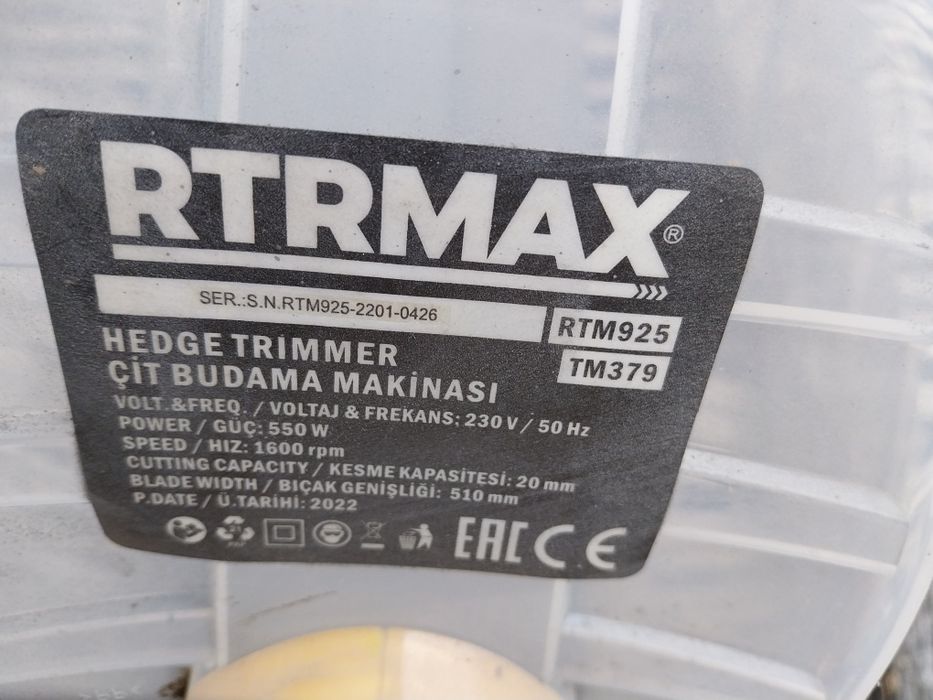 RTRMAX®
SER.:S.N.RTM925-2201-0426
RTM925
TM379
HEDGE TRİMMER
ÇİT BUDAMA MAKİNASI
VOLT.&FREQ. / VOLTAJ & FREKANS: 230 V / 50 Hz
POWER / GÜÇ: 550 W
SPEED / HIZ: 1600 rpm
CUTTING CAPACITY / KESME KAPASİTESİ: 20 mm
BLADE WIDTH / BIÇAK GENİŞLİĞİ: 510 mm
P.DATE / Ü.TARİHİ: 2022
EAC CE